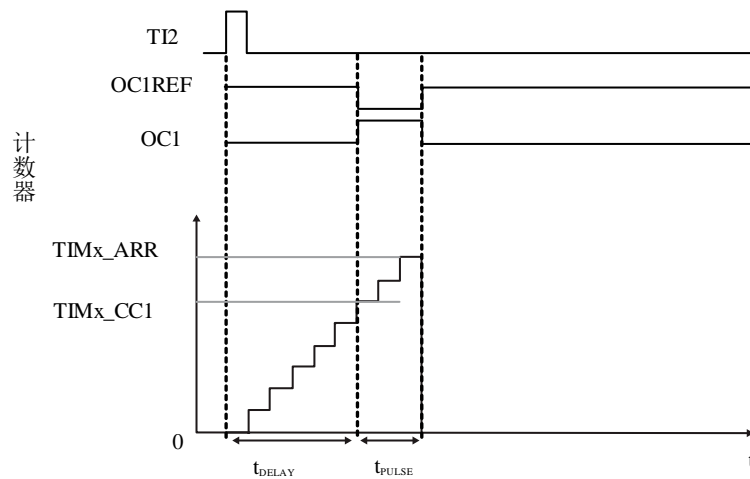 TI2
OC1REF
OC1
计数器
TIMx_ARR
TIMx_CC1
0
tDELAY
tPULSE
t